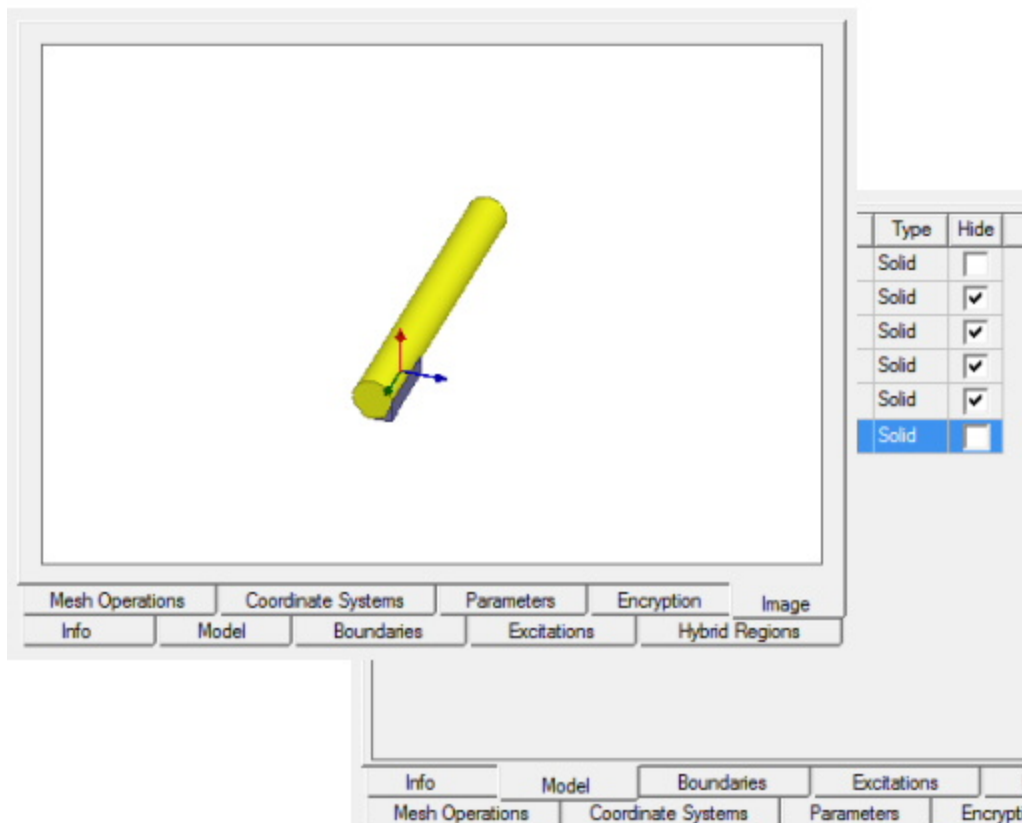 Type Hide
Solid
Solid
Solid
Solid
Solid
Solid
Mesh Operations Coordinate Systems Parameters Encryption Image
Info Model Boundaries Excitations Hybrid Regions
Info Model Boundaries Excitations
Mesh Operations Coordinate Systems Parameters Encrypti